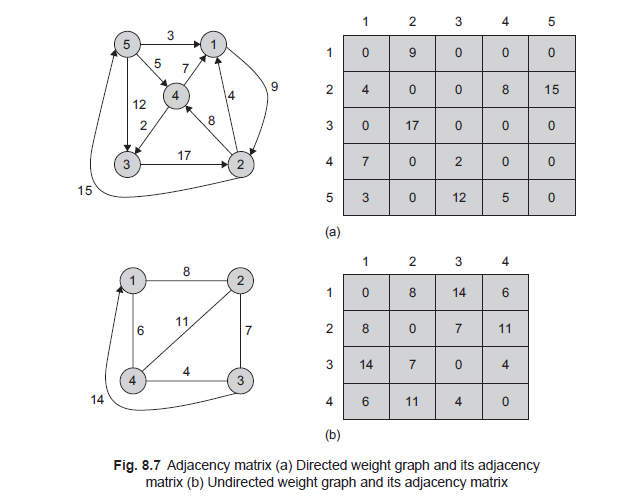 5 3 1
5 7
4 9
12 4
2 8
3 17 2
15
1 2 3 4 5
1 0 9 0 0 0
2 4 0 0 8 15
3 0 17 0 0 0
4 7 0 2 0 0
5 3 0 12 5 0
(a)
1 8 2
11
6 7
4 4 3
14
1 2 3 4
1 0 8 14 6
2 8 0 7 11
3 14 7 0 4
4 6 11 4 0
(b)
Fig. 8.7 Adjacency matrix (a) Directed weight graph and its adjacency
matrix (b) Undirected weight graph and its adjacency matrix